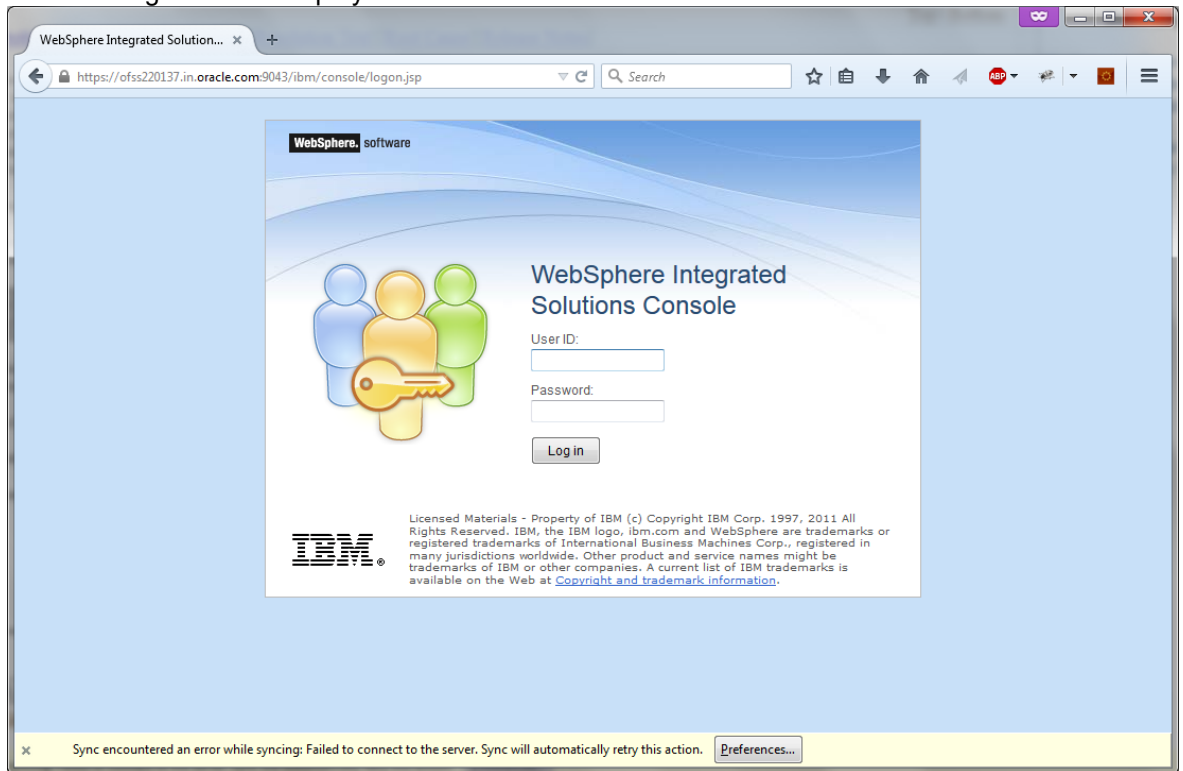 WebSphere Integrated Solution... × +
https://ofss220137.in.oracle.com:9043/ibm/console/logon.jsp
Search
ABP
WebSphere. software
WebSphere Integrated
Solutions Console
User ID:
Password:
Log in
IBM®
Licensed Materials - Property of IBM (c) Copyright IBM Corp. 1997, 2011 All
Rights Reserved. IBM, the IBM logo, ibm.com and WebSphere are trademarks or
registered trademarks of International Business Machines Corp., registered in
many jurisdictions worldwide. Other product and service names might be
trademarks of IBM or other companies. A current list of IBM trademarks is
available on the Web at Copyright and trademark information.
× Sync encountered an error while syncing: Failed to connect to the server. Sync will automatically retry this action. Preferences...